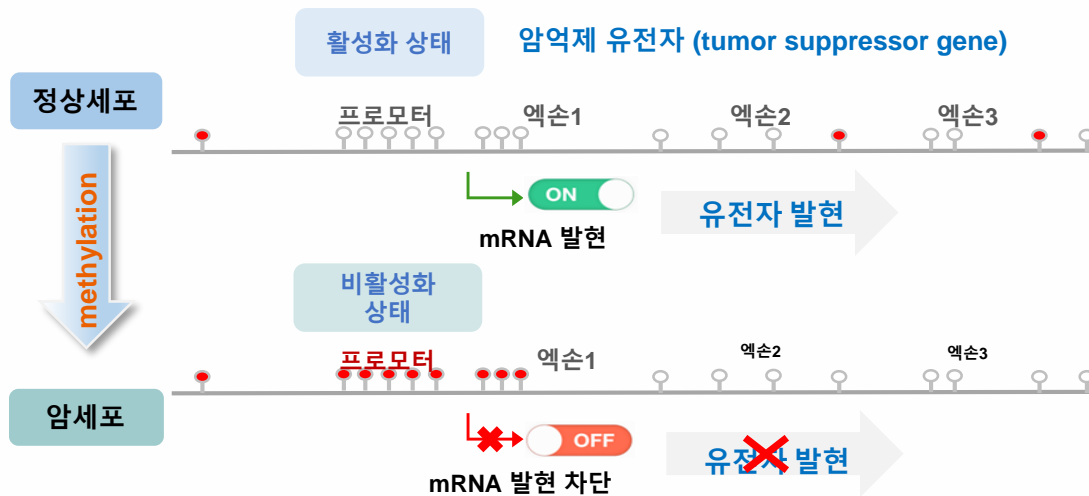 활성화 상태
암억제 유전자 (tumor suppressor gene)
정상세포
프로모터
엑손1
엑손2
엑손3
ON
mRNA 발현
유전자 발현
methylation
비활성화
상태
프로모터
엑손1
엑손2
엑손3
암세포
OFF
mRNA 발현 차단
유전자 발현